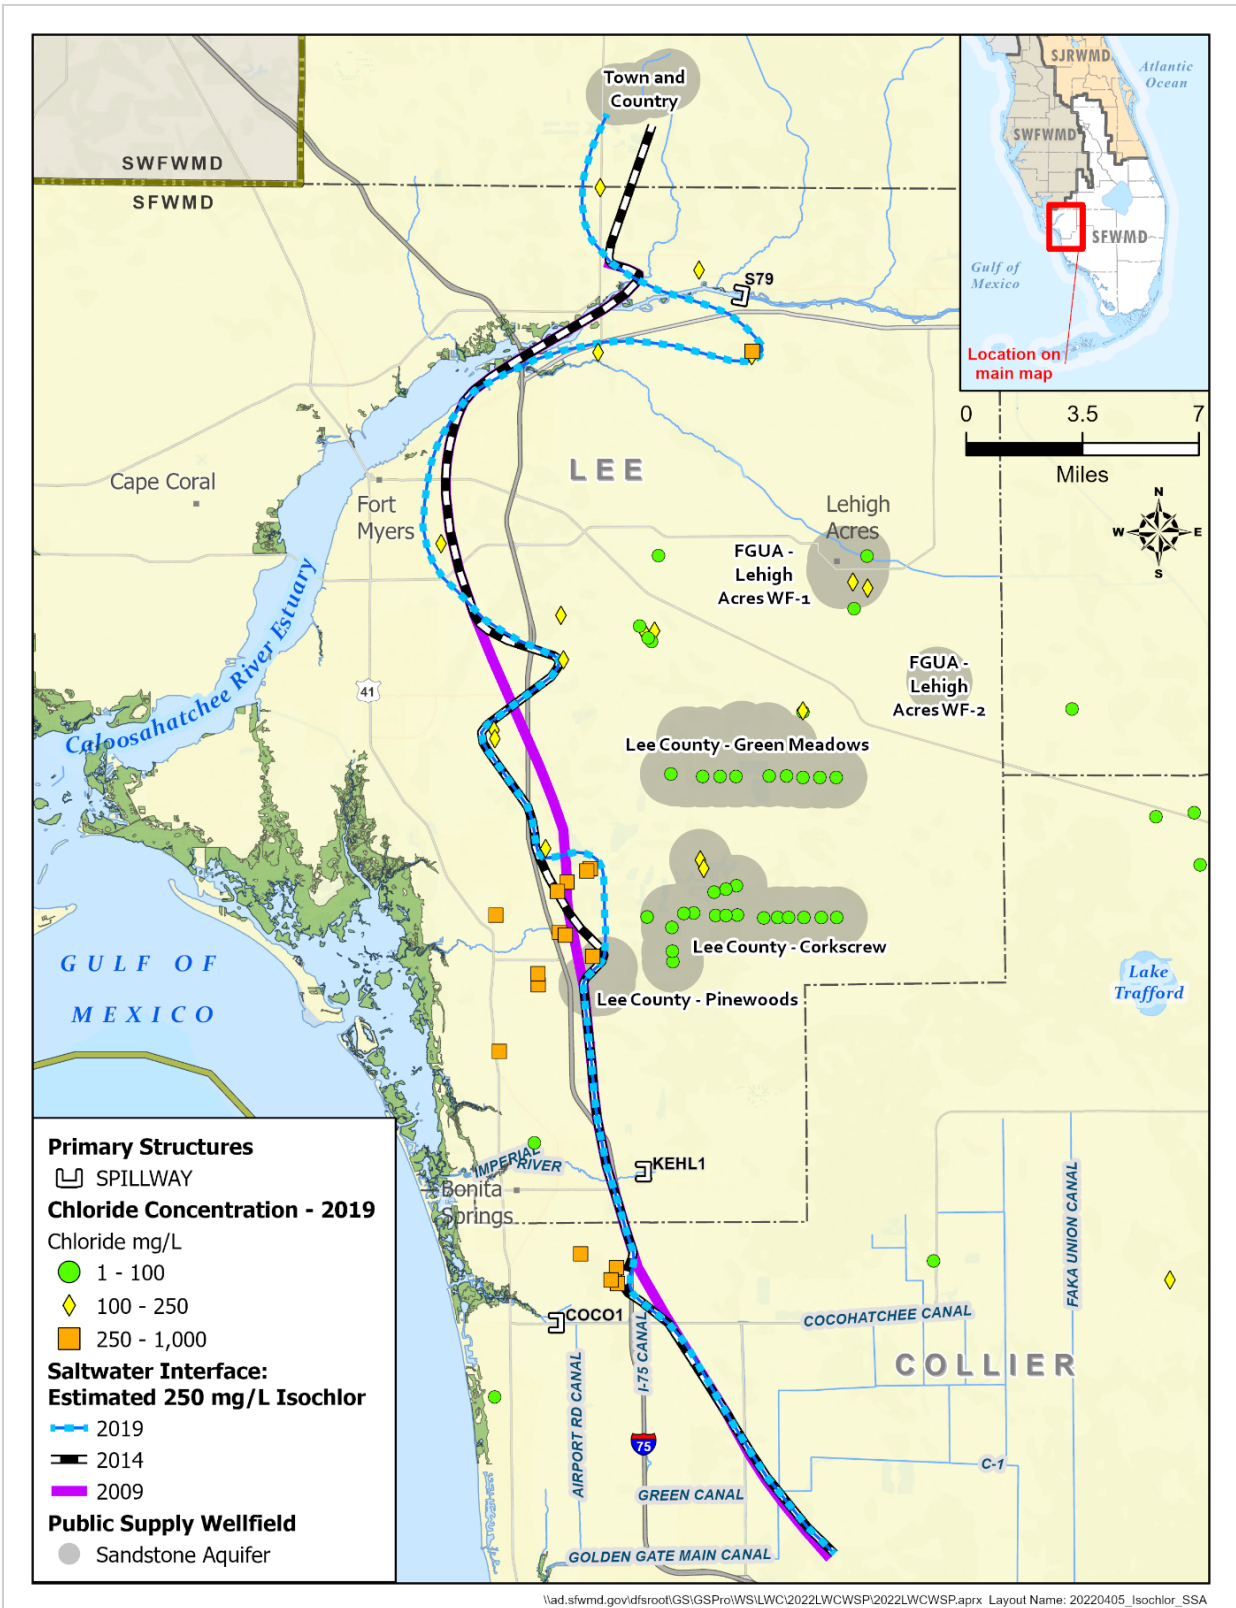 Town and
Country
SJRWMD
Atlantic
Ocean
SWFWMD
SFWMD
SWFWMD
SFWMD
Gulf of
Mexico
Location on
main map
S79
0 3.5 7
Miles
LEE
Cape Coral
Fort
Myers
Lehigh
Acres
N
W E
S
FGUA -
Lehigh
Acres WF-1
Caloosahatchee River Estuary
41
FGUA -
Lehigh
Acres WF-2
Lee County - Green Meadows
Lee County - Corkscrew
GULF OF
MEXICO
Lake
Trafford
Lee County - Pinewoods
IMPERIAL
RIVER
KEHL1
Bonita
Springs
FAKA UNION CANAL
COCO1
COCOHATCHEE CANAL
I-75 CANAL
AIRPORT RD CANAL
COLLIER
75
C-1
GREEN CANAL
GOLDEN GATE MAIN CANAL
Primary Structures
SPILLWAY
Chloride Concentration - 2019
Chloride mg/L
1 - 100
100 - 250
250 - 1,000
Saltwater Interface:
Estimated 250 mg/L Isochlor
2019
2014
2009
Public Supply Wellfield
Sandstone Aquifer
\\ad.sfwmd.gov\dfsroot\GS\GSPro\WS\LWC\2022LWCWSP\2022LWCWSP.aprx Layout Name: 20220405_Isochlor_SSA